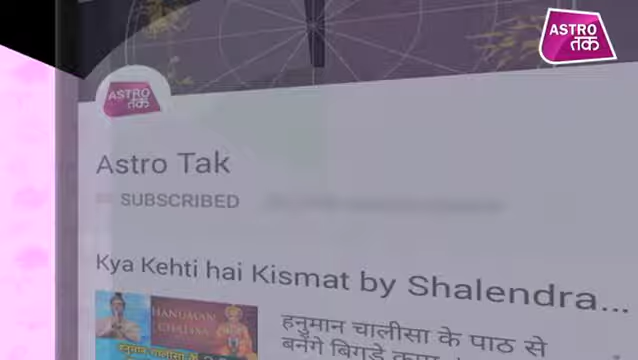 ASTRO
तक
ASTRO
तक
Astro Tak
SUBSCRIBED
Kya Kehti hai Kismat by Shalendra...
HANUMAN
CHALISA
हनुमान चालीसा के पाठ से
बनेंगे बिगड़े काम